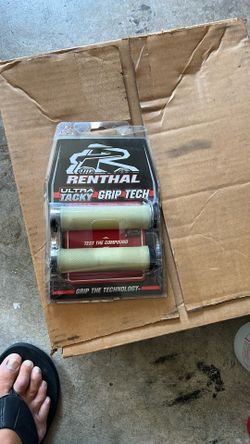 RENTHAL
ULTRA TACKY GRIP TECH
TEST THE COMPOUND
GRIP THE TECHNOLOGY